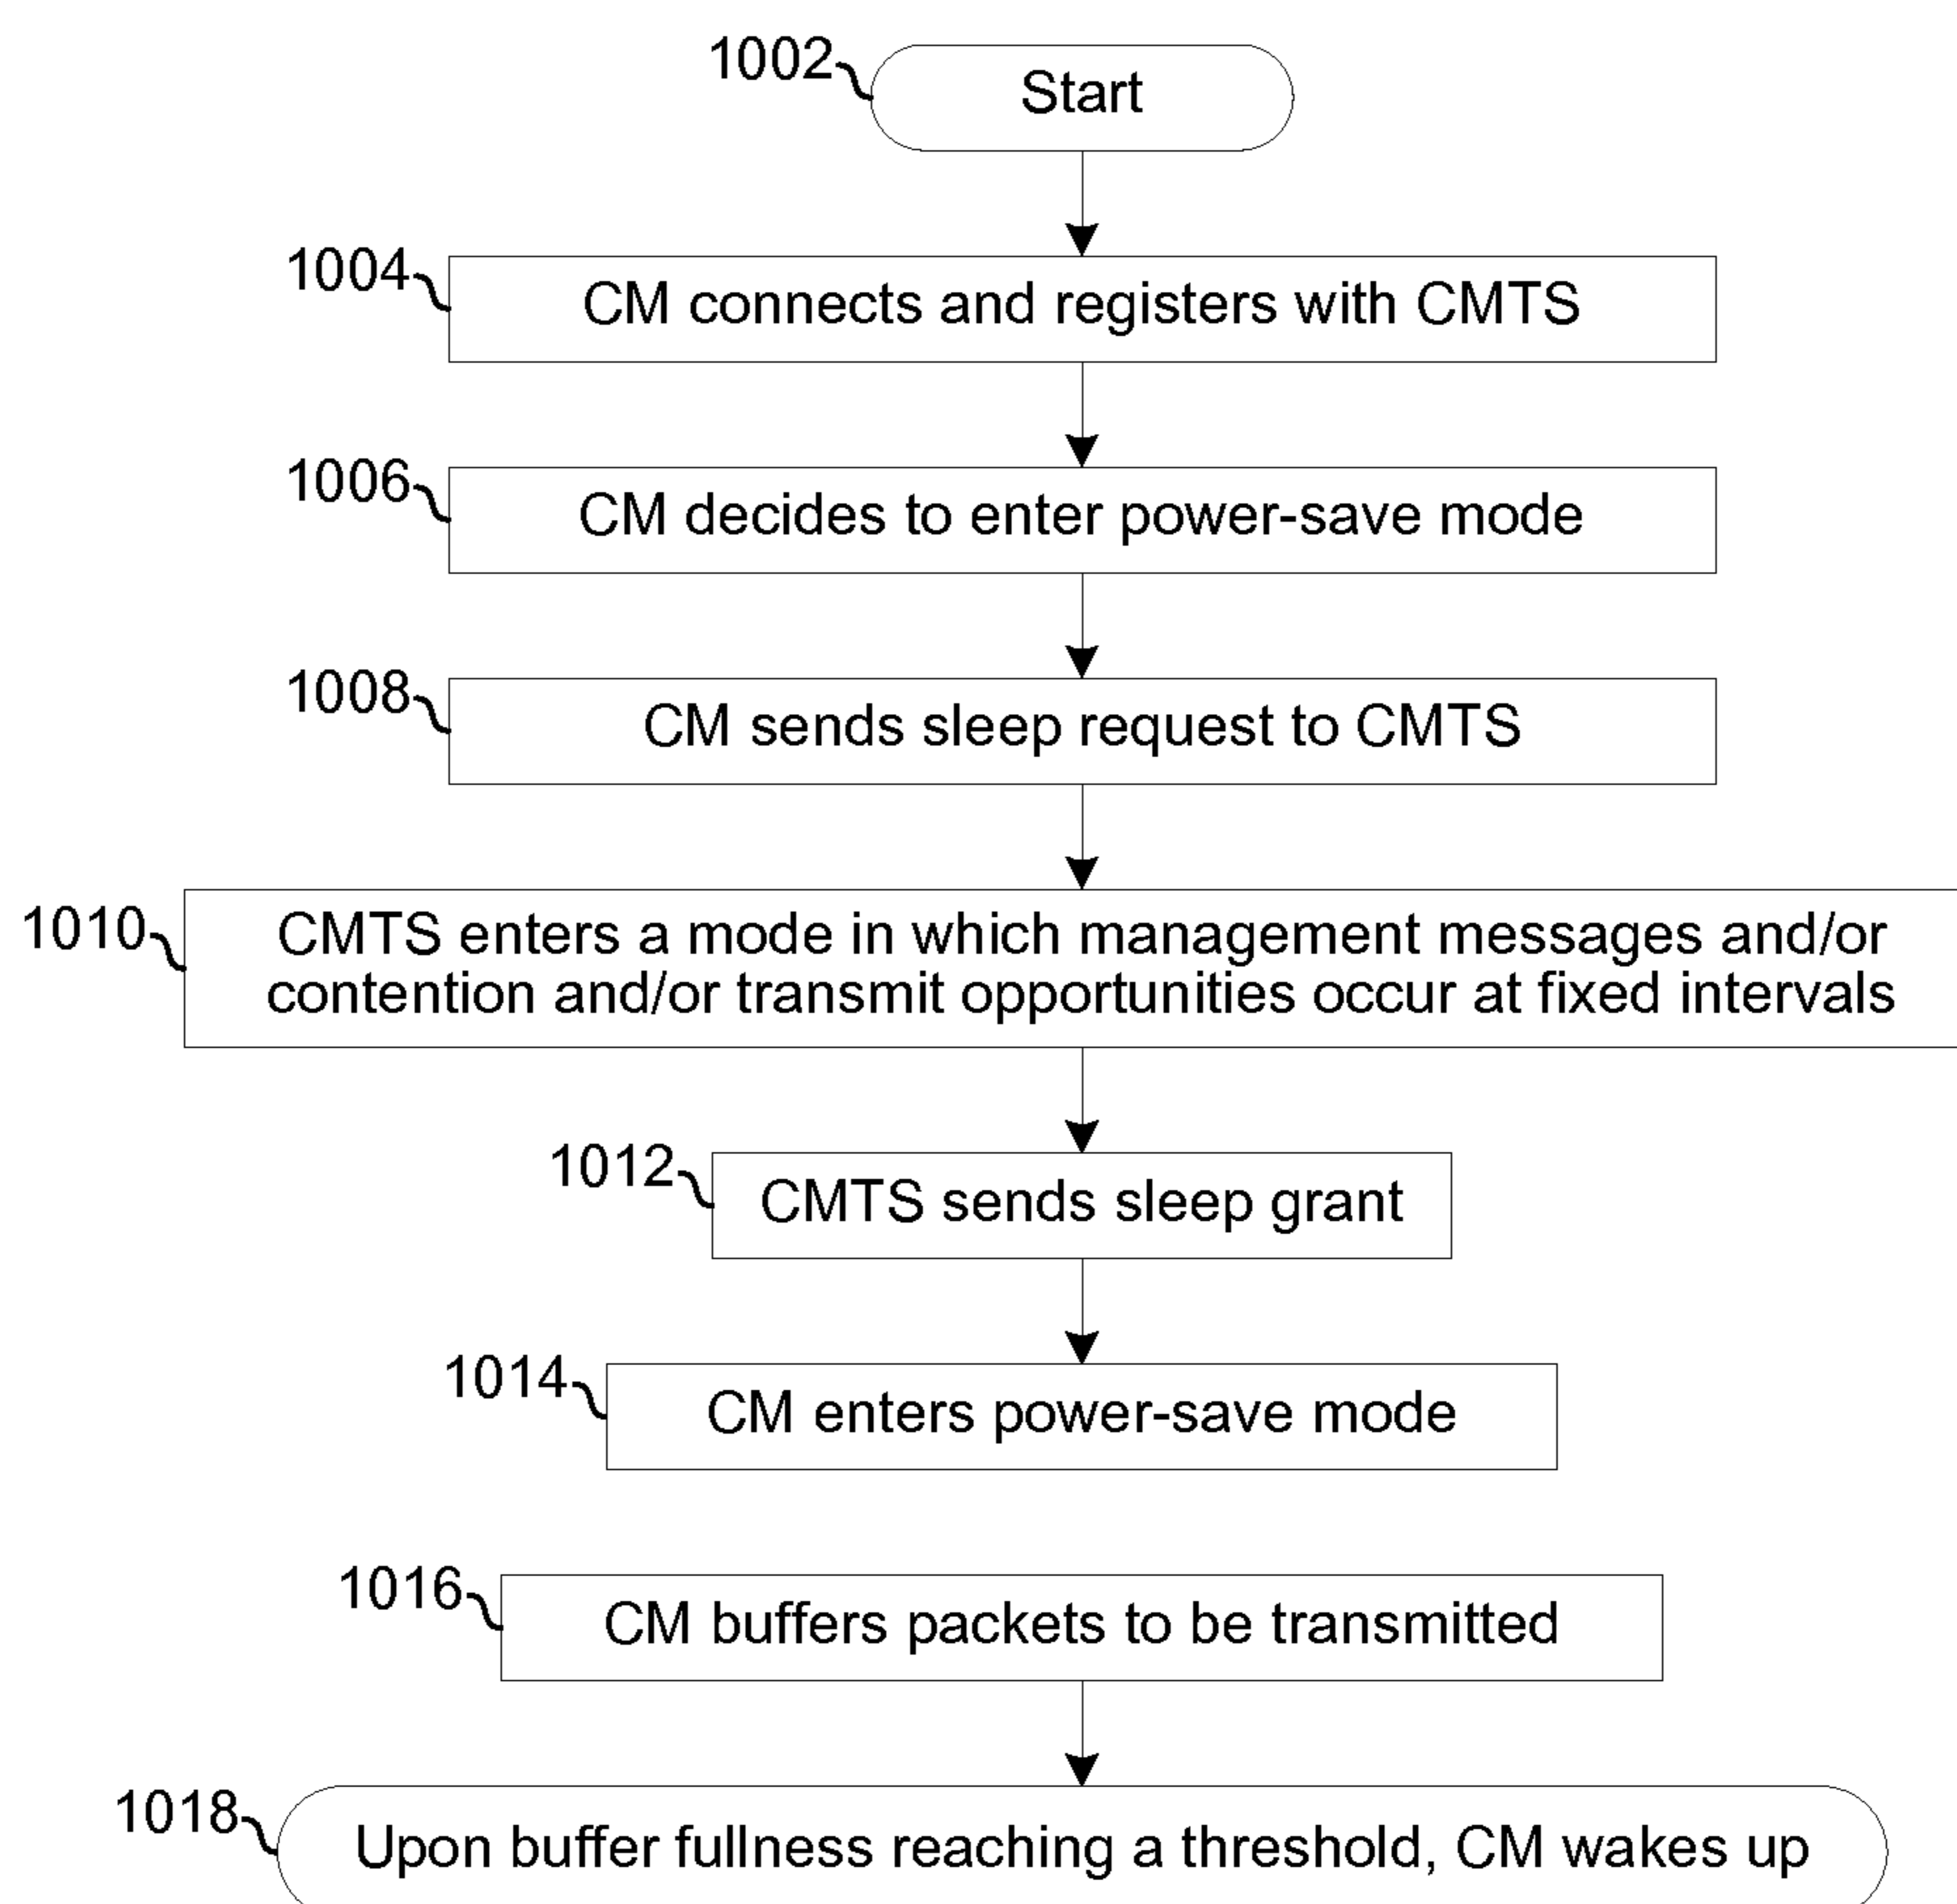 1002
Start
1004
CM connects and registers with CMTS
1006
CM decides to enter power-save mode
1008
CM sends sleep request to CMTS
1010
CMTS enters a mode in which management messages and/or
contention and/or transmit opportunities occur at fixed intervals
1012
CMTS sends sleep grant
1014
CM enters power-save mode
1016
CM buffers packets to be transmitted
1018
Upon buffer fullness reaching a threshold, CM wakes up